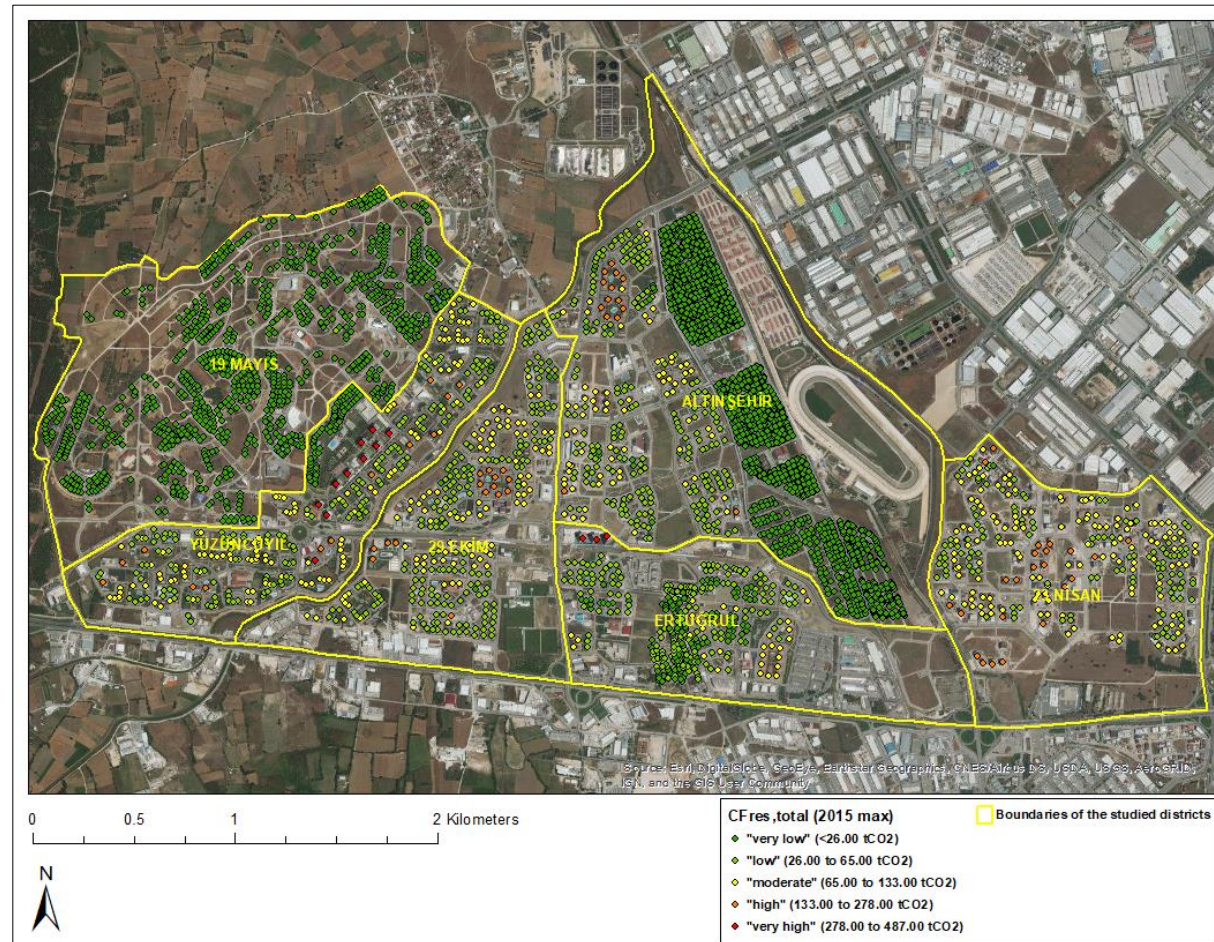 19 MAYIS
ALTINŞEHİR
YÜZÜNCÜYIL
29 EKİM
ERTUĞRUL
23 NİSAN
Source: Esri, DigitalGlobe, GeoEye, Earthstar Geographics, CNES/Airbus DS, USDA, USGS, AeroGRID,
IGN, and the GIS User Community
0 0.5 1 2 Kilometers
N
CFres,total (2015 max)
"very low" (<26.00 tCO2)
"low" (26.00 to 65.00 tCO2)
"moderate" (65.00 to 133.00 tCO2)
"high" (133.00 to 278.00 tCO2)
"very high" (278.00 to 487.00 tCO2)
Boundaries of the studied districts